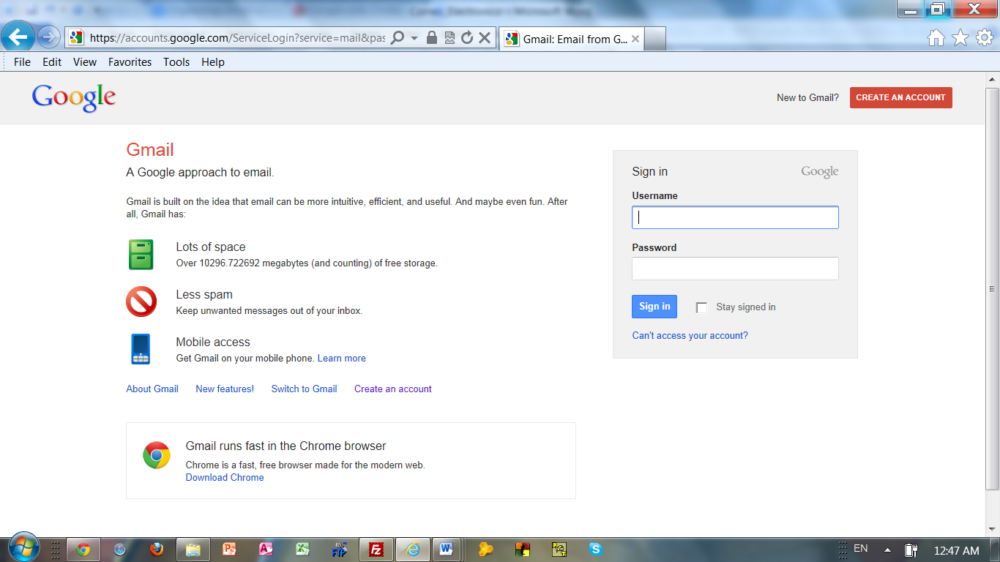 https://accounts.google.com/ServiceLogin?service=mail&pas
Gmail: Email from G...
File Edit View Favorites Tools Help
Google
New to Gmail? CREATE AN ACCOUNT
Gmail
A Google approach to email.
Gmail is built on the idea that email can be more intuitive, efficient, and useful. And maybe even fun. After
all, Gmail has:
Lots of space
Over 10296.722692 megabytes (and counting) of free storage.
Less spam
Keep unwanted messages out of your inbox.
Mobile access
Get Gmail on your mobile phone. Learn more
About Gmail New features! Switch to Gmail Create an account
Gmail runs fast in the Chrome browser
Chrome is a fast, free browser made for the modern web.
Download Chrome
Sign in Google
Username
Password
Sign in Stay signed in
Can't access your account?
FTP
EN 12:47 AM